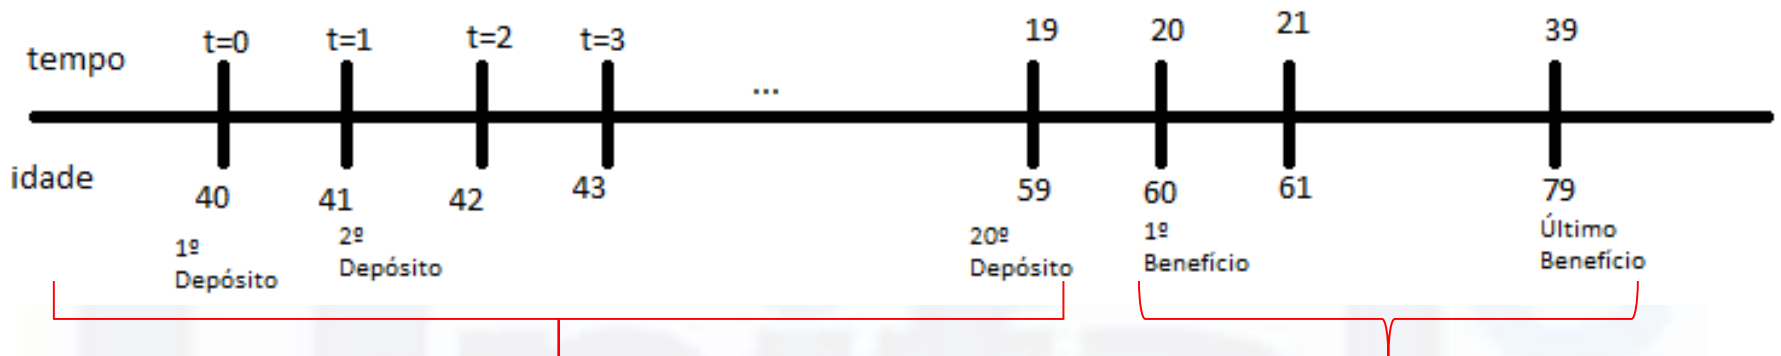 tempo t=0 t=1 t=2 t=3 ... 19 20 21 39
idade 40 41 42 43 59 60 61 79
1º Depósito
2º Depósito
20º Depósito
1º Benefício
Último Benefício